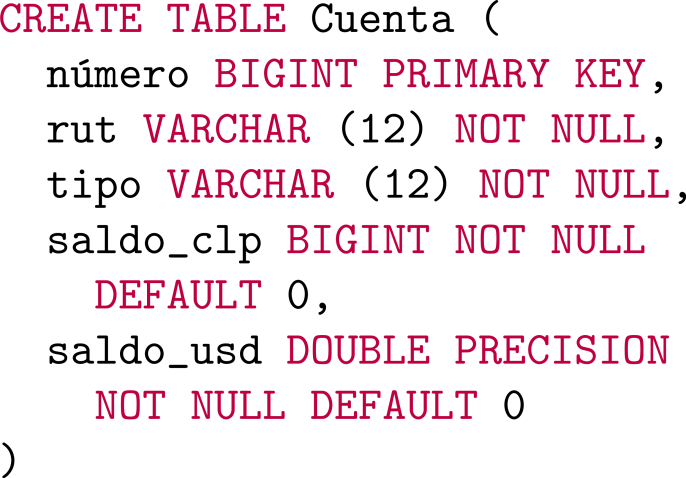 CREATE TABLE Cuenta (
número BIGINT PRIMARY KEY,
rut VARCHAR (12) NOT NULL,
tipo VARCHAR (12) NOT NULL,
saldo_clp BIGINT NOT NULL
DEFAULT 0,
saldo_usd DOUBLE PRECISION
NOT NULL DEFAULT 0
)